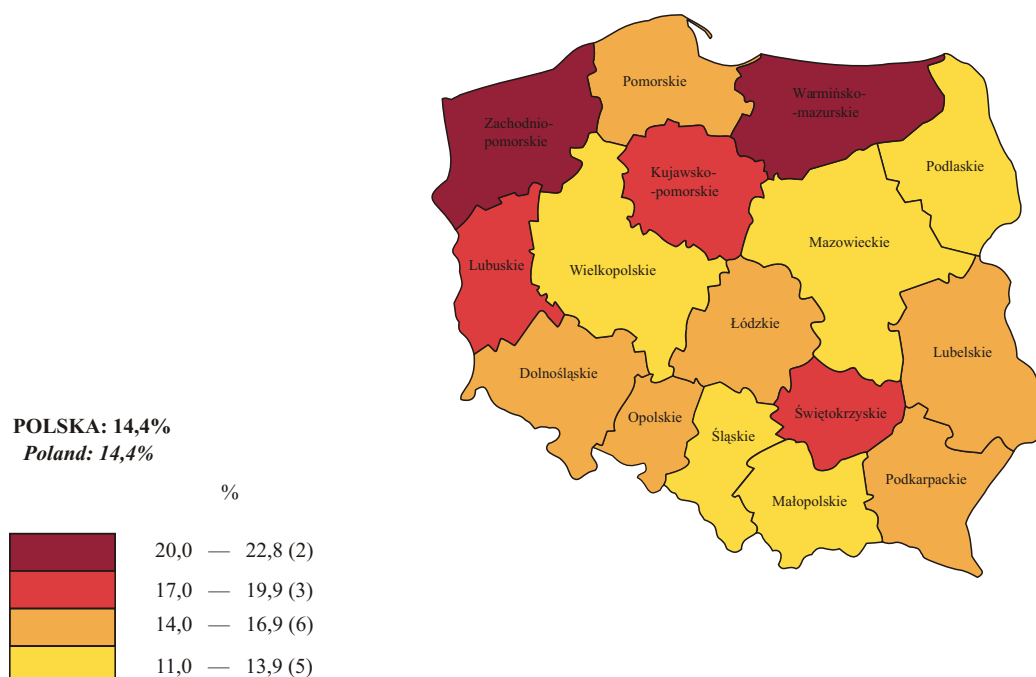 Pomorskie
Warmińsko-
-mazurskie
Zachodnio-
pomorskie
Podlaskie
Kujawsko-
-pomorskie
Mazowieckie
Lubuskie
Wielkopolskie
Łódzkie
Lubelskie
Dolnośląskie
Opolskie
Świętokrzyskie
Śląskie
Podkarpackie
Małopolskie
POLSKA: 14,4%
Poland: 14,4%
%
20,0 — 22,8 (2)
17,0 — 19,9 (3)
14,0 — 16,9 (6)
11,0 — 13,9 (5)